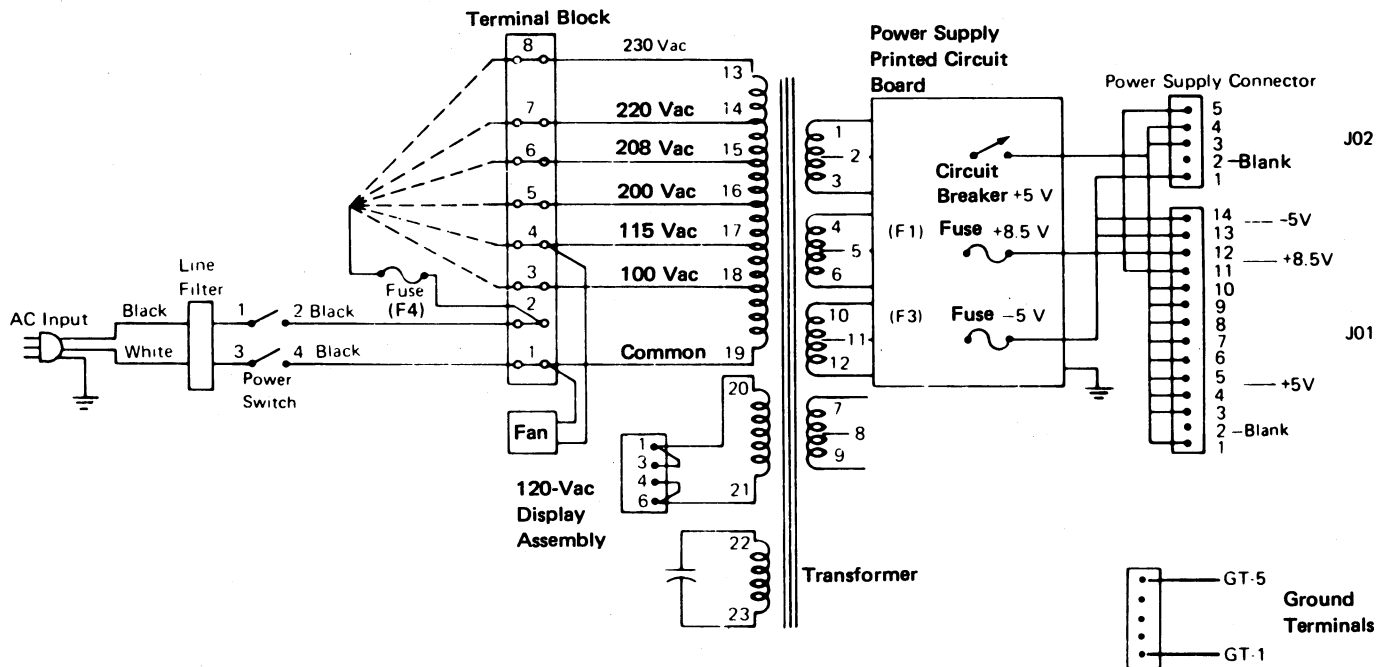 Terminal Block
8
230 Vac
13
7
220 Vac
14
6
208 Vac
15
5
200 Vac
16
4
115 Vac
17
3
100 Vac
18
2
1
Common
19
Line
Filter
Fuse
(F4)
AC Input
Black
1
2 Black
White
3
4 Black
Power
Switch
Fan
20
21
1
3
4
6
120-Vac
Display
Assembly
22
23
Transformer
Power Supply
Printed Circuit
Board
1
2
3
4
5
6
10
11
12
7
8
9
Circuit
Breaker +5 V
(F1) Fuse +8.5 V
(F3) Fuse -5 V
Power Supply Connector
5
4
3
2 -Blank
1
J02
14 ---- -5V
13
12
---- +8.5V
11
10
9
8
7
J01
6
5
---- +5V
4
3
2 -Blank
1
GT-5
Ground
Terminals
GT-1